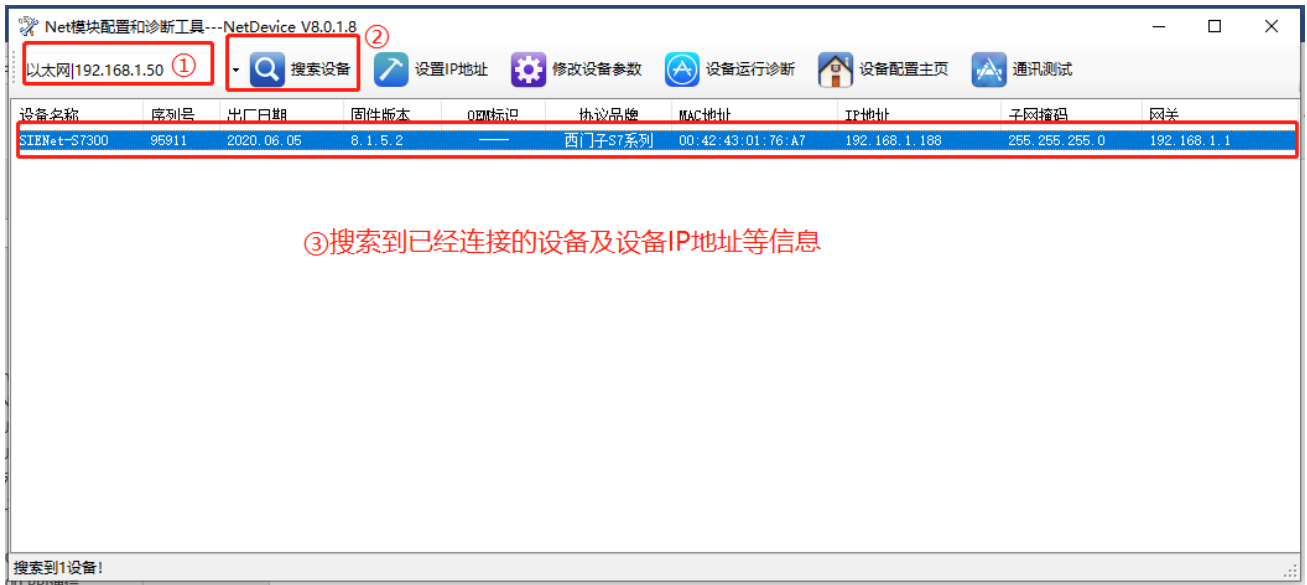 Net模块配置和诊断工具---NetDevice V8.0.1.8
②
以太网|192.168.1.50 ① 搜索设备 设置IP地址 修改设备参数 设备运行诊断 设备配置主页 通讯测试
设备名称 序列号 出厂日期 固件版本 OEM标识 协议品牌 MAC地址 IP地址 子网掩码 网关
SIENet-S7300 95911 2020.06.05 8.1.5.2 —— 西门子S7系列 00:42:43:01:76:A7 192.168.1.188 255.255.255.0 192.168.1.1
③搜索到已经连接的设备及设备IP地址等信息
搜索到1设备!